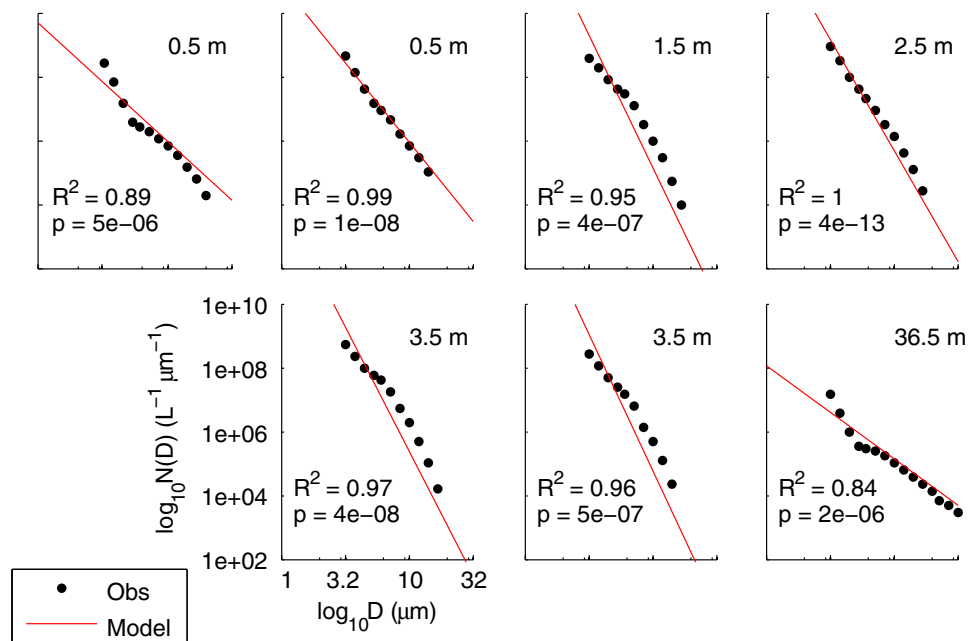 0.5 m
R² = 0.89
p = 5e−06
0.5 m
R² = 0.99
p = 1e−08
1.5 m
R² = 0.95
p = 4e−07
2.5 m
R² = 1
p = 4e−13
log₁₀N(D) (L⁻¹ μm⁻¹)
1e+10
1e+08
1e+06
1e+04
1e+02
3.5 m
R² = 0.97
p = 4e−08
1 3.2 10 32
log₁₀D (μm)
3.5 m
R² = 0.96
p = 5e−07
36.5 m
R² = 0.84
p = 2e−06
Obs
Model